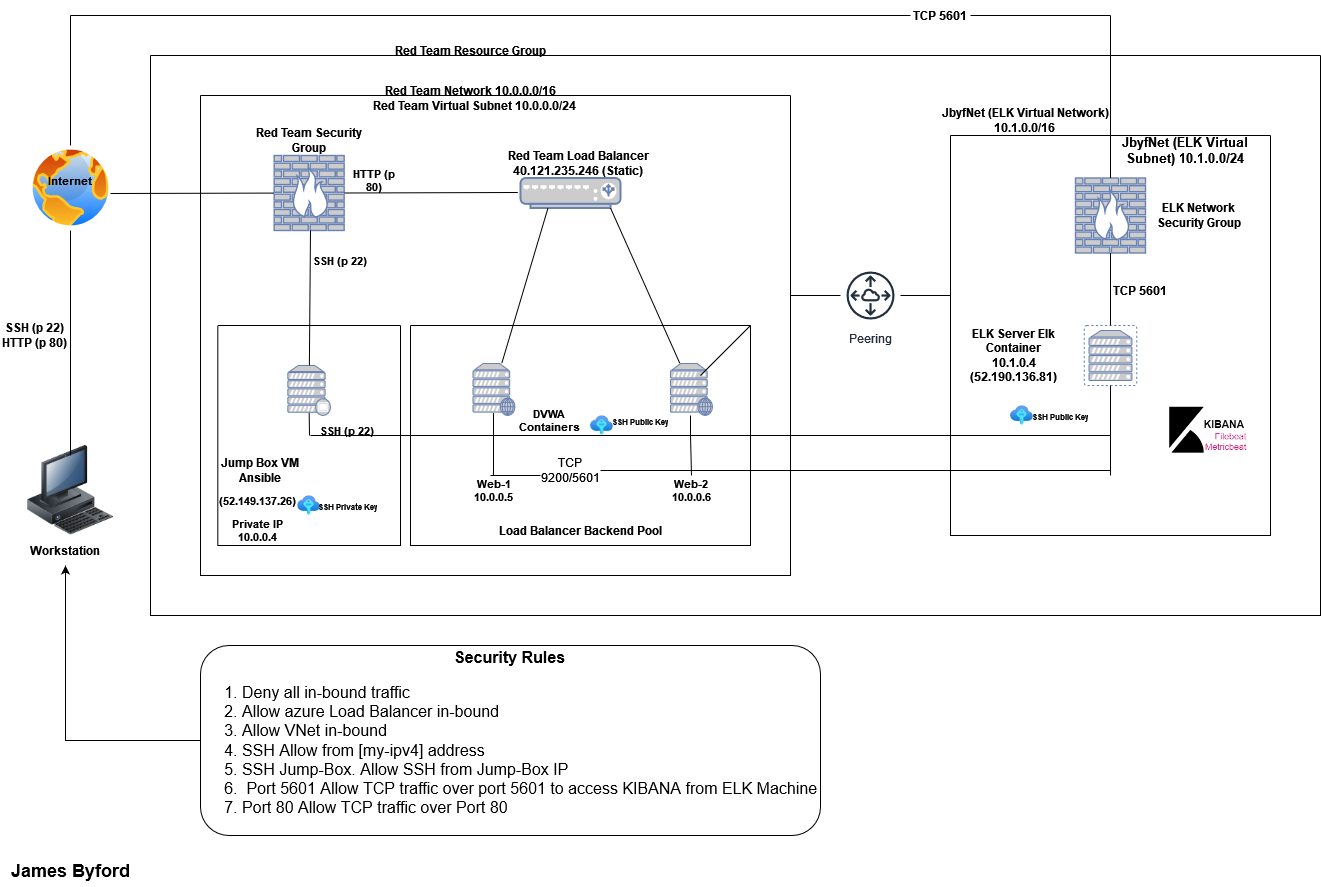 TCP 5601
Red Team Resource Group
Red Team Network 10.0.0.0/16
Red Team Virtual Subnet 10.0.0.0/24
JbyfNet (ELK Virtual Network)
10.1.0.0/16
JbyfNet (ELK Virtual
Subnet) 10.1.0.0/24
Red Team Security
Group
Red Team Load Balancer
40.121.235.246 (Static)
HTTP (p
80)
Internet
ELK Network
Security Group
SSH (p 22)
TCP 5601
SSH (p 22)
HTTP (p 80)
Peering
ELK Server Elk
Container
10.1.0.4
(52.190.136.81)
DVWA
Containers
SSH Public Key
SSH Public Key
KIBANA
Filebeat
Metricbeat
SSH (p 22)
Jump Box VM
Ansible
(52.149.137.26)
SSH Private Key
Private IP
10.0.0.4
TCP
9200/5601
Web-1
10.0.0.5
Web-2
10.0.0.6
Load Balancer Backend Pool
Workstation
Security Rules
1. Deny all in-bound traffic
2. Allow azure Load Balancer in-bound
3. Allow VNet in-bound
4. SSH Allow from [my-ipv4] address
5. SSH Jump-Box. Allow SSH from Jump-Box IP
6. Port 5601 Allow TCP traffic over port 5601 to access KIBANA from ELK Machine
7. Port 80 Allow TCP traffic over Port 80
James Byford